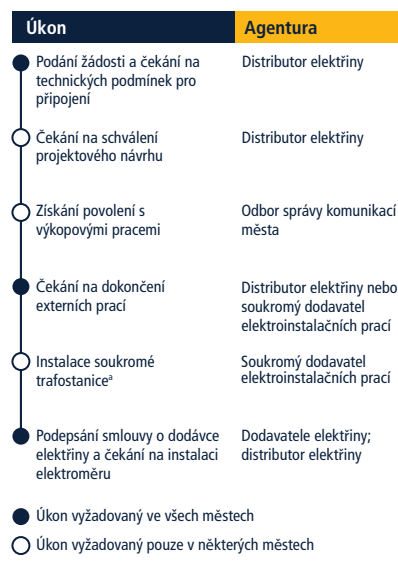 Úkon Agentura
Podání žádosti a čekání na Distributor elektřiny
technických podmínek pro
připojení
Čekání na schválení Distributor elektřiny
projektového návrhu
Získání povolení s Odbor správy komunikací
výkopovými pracemi města
Čekání na dokončení Distributor elektřiny nebo
externích prací soukromý dodavatel
elektroinstalačních prací
Instalace soukromé Soukromý dodavatel
trafostaniceª elektroinstalačních prací
Podepsání smlouvy o dodávce Dodavatele elektřiny;
elektřiny a čekání na instalaci distributor elektřiny
elektroměru
Úkon vyžadovaný ve všech městech
Úkon vyžadovaný pouze v některých městech